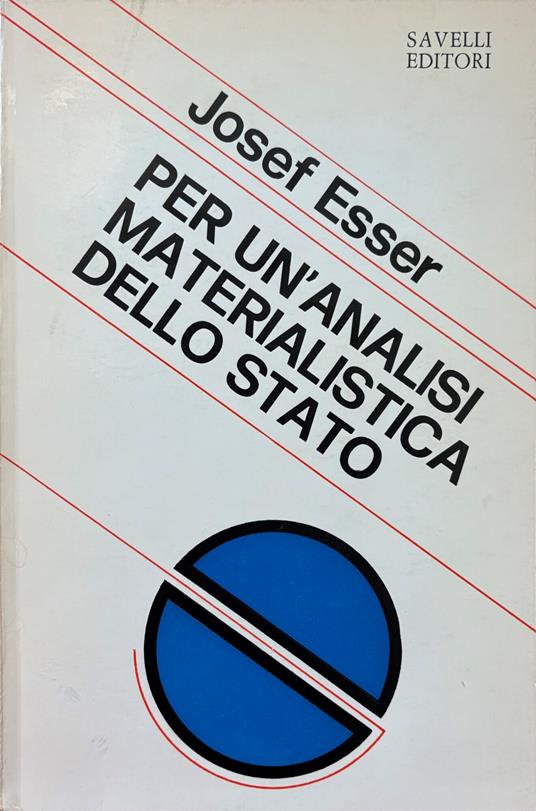 SAVELLI
EDITORI
Josef Esser
PER UN'ANALISI
MATERIALISTICA
DELLO STATO